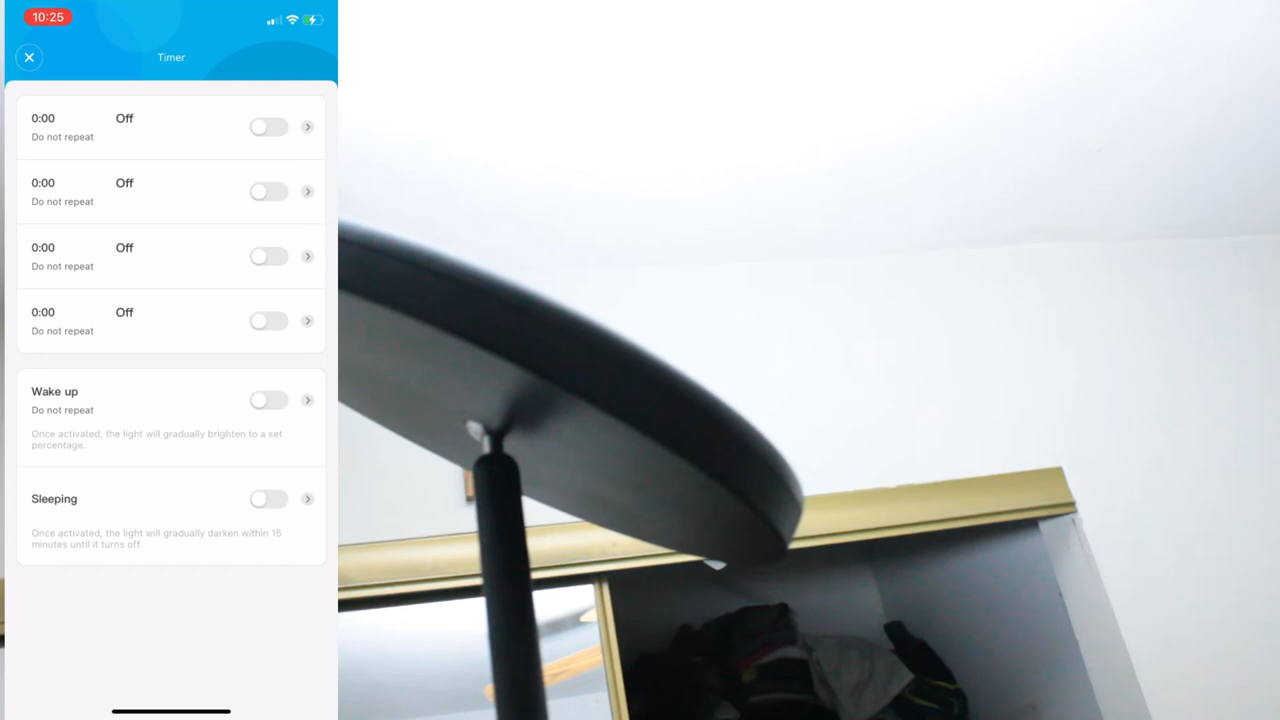 10:25
Timer
0:00 Off
Do not repeat
0:00 Off
Do not repeat
0:00 Off
Do not repeat
0:00 Off
Do not repeat
Wake up
Do not repeat
Once activated, the light will gradually brighten to a set
percentage.
Sleeping
Once activated, the light will gradually darken within 15
minutes until it turns off.